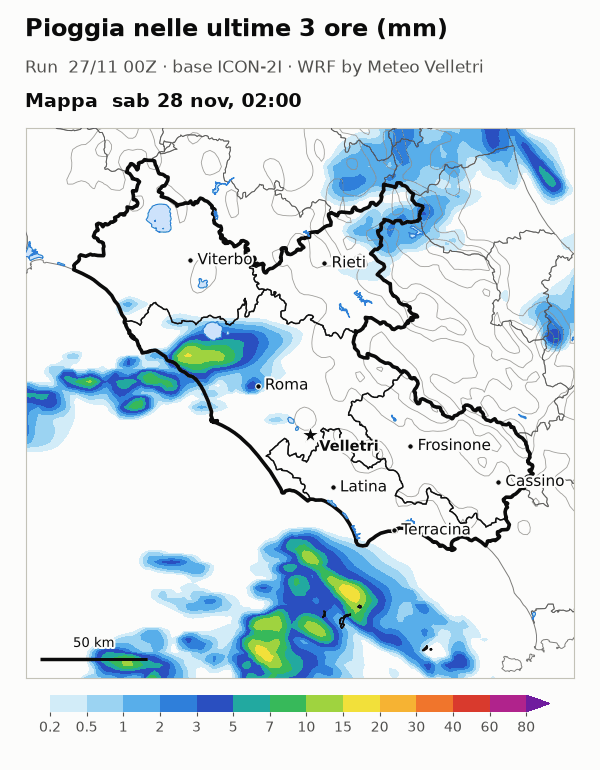 Pioggia nelle ultime 3 ore (mm)
Run 27/11 00Z · base ICON-2I · WRF by Meteo Velletri
Mappa sab 28 nov, 02:00
Viterbo
Rieti
Roma
Velletri
Frosinone
Cassino
Latina
Terracina
50 km
0.2 0.5 1 2 3 5 7 10 15 20 30 40 60 80